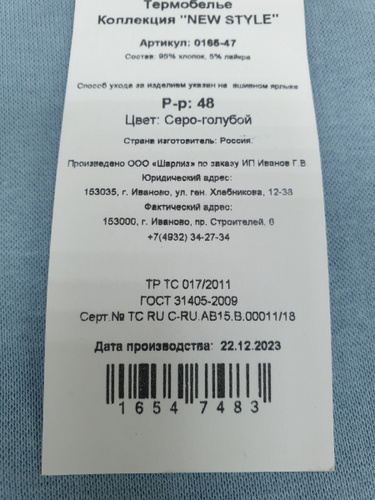 Термобелье
Коллекция "NEW STYLE"
Артикул: 0165-47
Состав: 95% хлопок, 5% лайкра
Способ ухода за изделием указан на вшивном ярлыке
Р-р: 48
Цвет: Серо-голубой
Страна изготовитель: Россия.
Произведено ООО «Шарлиз» по заказу ИП Иванов Г.В.
Юридический адрес:
153035, г. Иваново, ул. ген. Хлебникова, 12-38
Фактический адрес:
153000, г. Иваново, пр. Строителей, 6
+7(4932) 34-27-34
ТР ТС 017/2011
ГОСТ 31405-2009
Серт.№ ТС RU C-RU.АВ15.В.00011/18
Дата производства: 22.12.2023
1654 7483